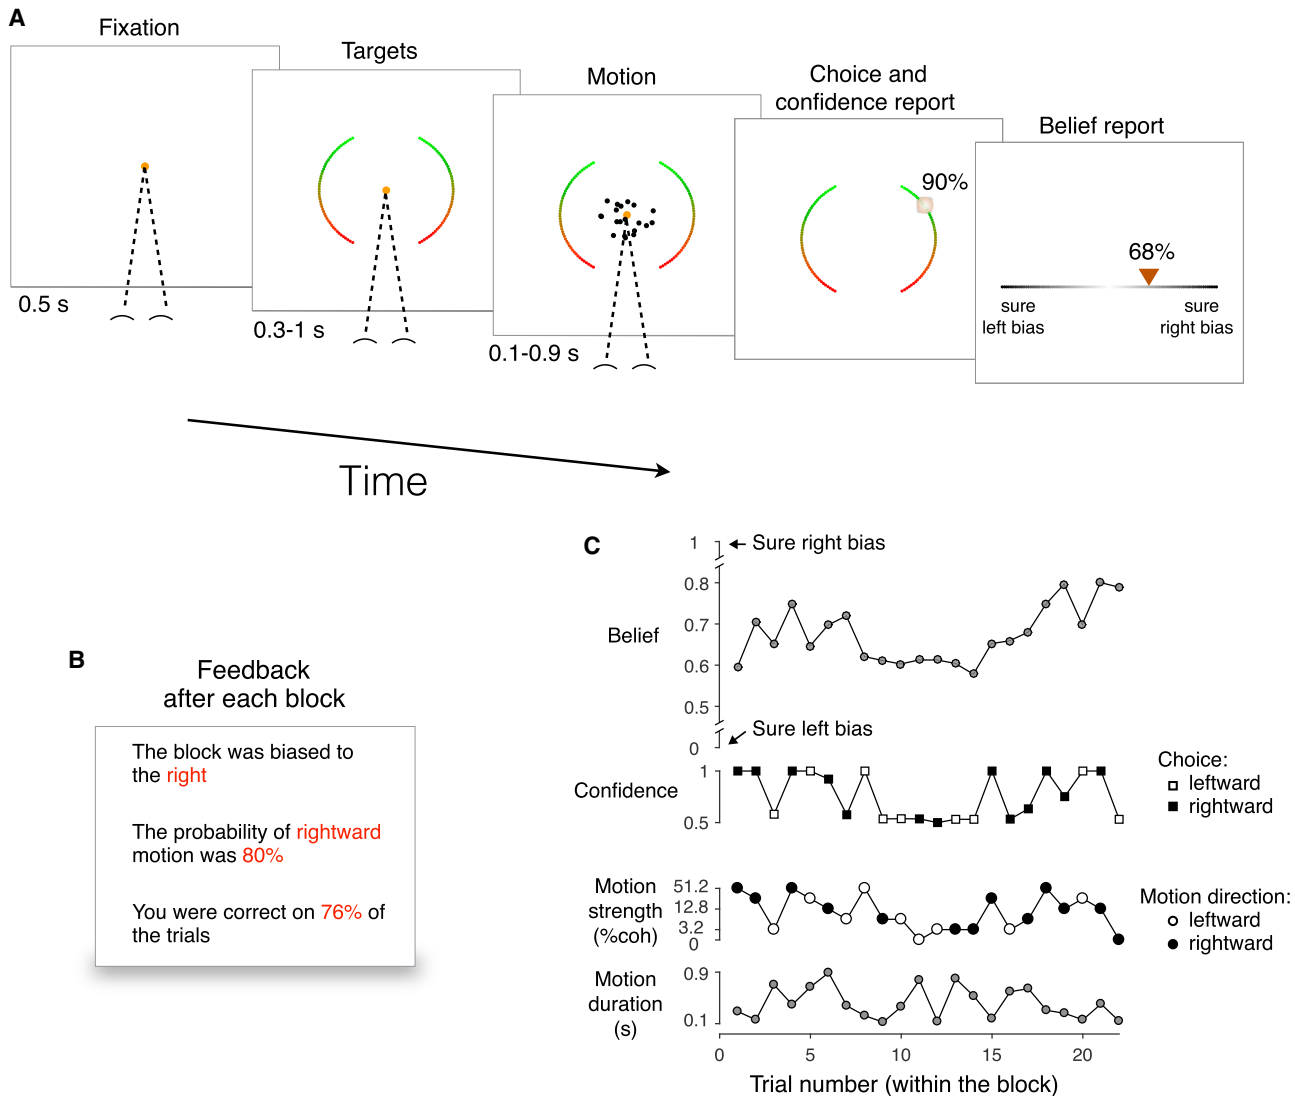 A
Fixation
0.5 s
Targets
0.3-1 s
Motion
0.1-0.9 s
Choice and
confidence report
90%
Belief report
68%
sure
left bias
sure
right bias
Time
B
Feedback
after each block
The block was biased to
the right
The probability of rightward
motion was 80%
You were correct on 76% of
the trials
C
1
Sure right bias
0.8
0.7
Belief
0.6
0.5
Sure left bias
0
Confidence
1
0.5
Choice:
leftward
rightward
Motion
strength
(%coh)
51.2
12.8
3.2
0
Motion direction:
leftward
rightward
Motion
duration
(s)
0.9
0.1
0 5 10 15 20
Trial number (within the block)